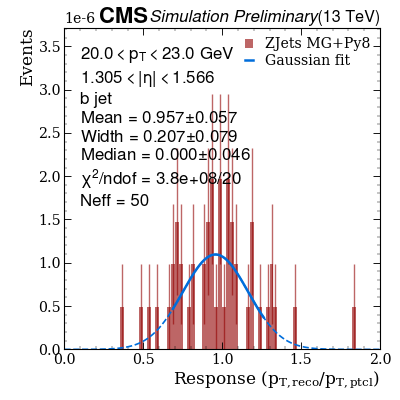 1e-6 CMS Simulation Preliminary (13 TeV)
Events
ZJets MG+Py8
Gaussian fit
20.0 < p_T < 23.0 GeV
1.305 < |η| < 1.566
b jet
Mean = 0.957±0.057
Width = 0.207±0.079
Median = 0.000±0.046
χ²/ndof = 3.8e+08/20
Neff = 50
3.5
3.0
2.5
2.0
1.5
1.0
0.5
0.0
0.0 0.5 1.0 1.5 2.0
Response (p_T,reco/p_T,ptcl)